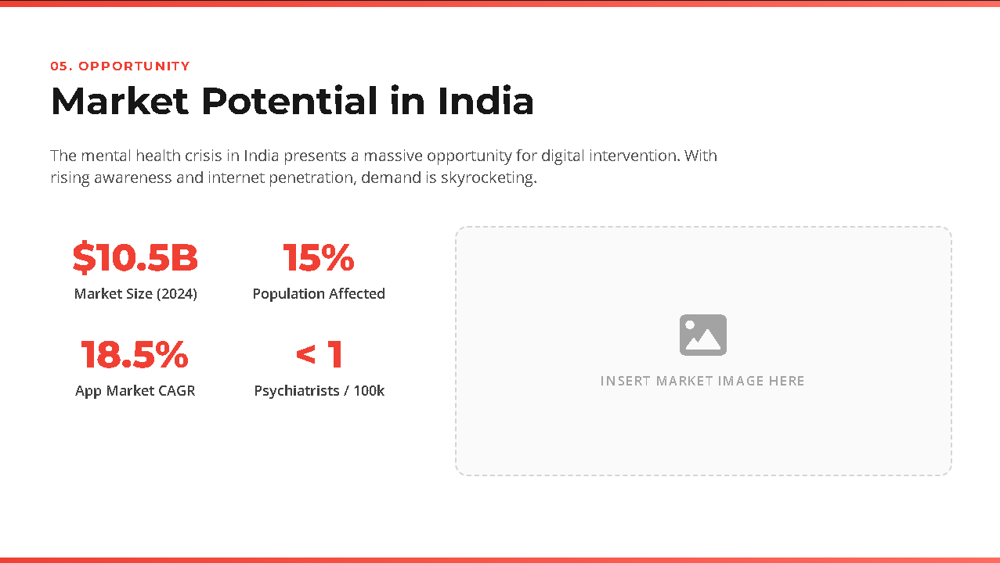 05. OPPORTUNITY
Market Potential in India
The mental health crisis in India presents a massive opportunity for digital intervention. With
rising awareness and internet penetration, demand is skyrocketing.
$10.5B
Market Size (2024)
15%
Population Affected
18.5%
App Market CAGR
< 1
Psychiatrists / 100k
INSERT MARKET IMAGE HERE